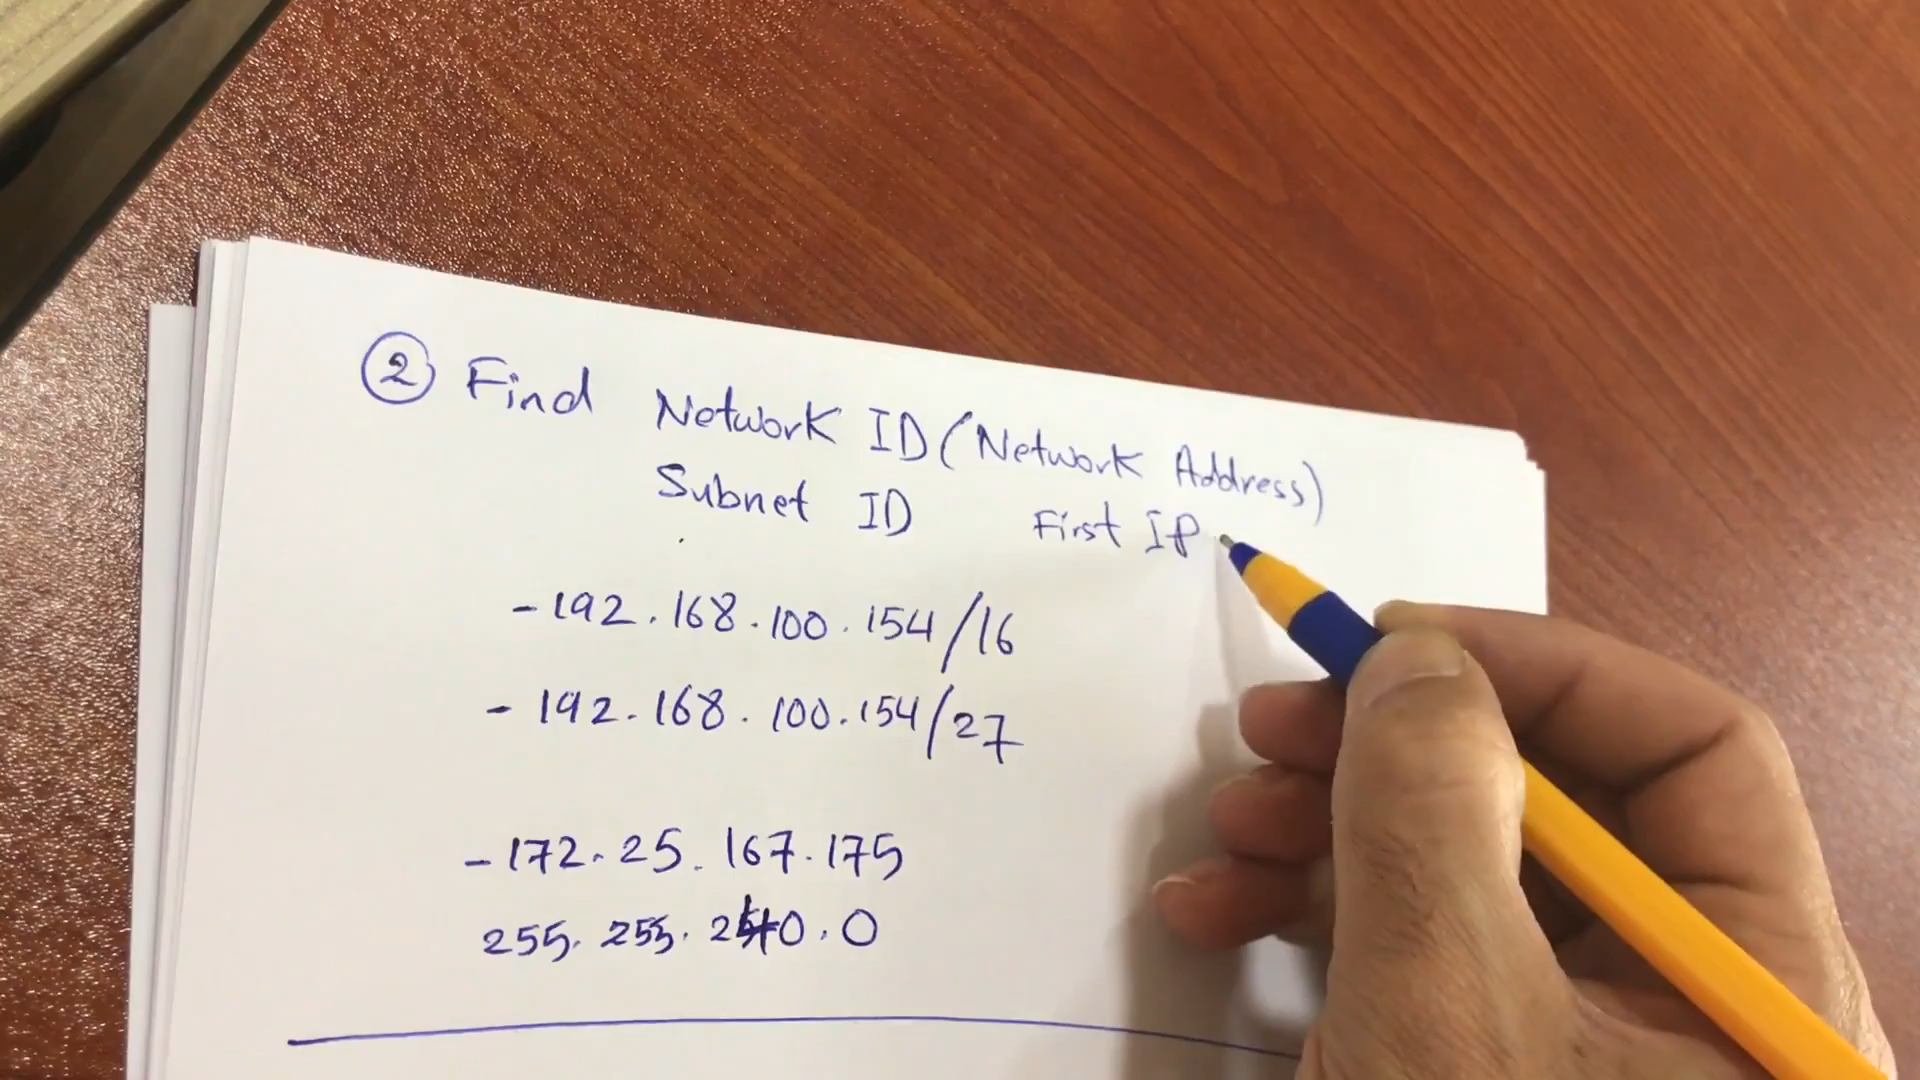 ② Find Network ID (Network Address)
Subnet ID First IP
- 192.168.100.154/16
- 192.168.100.154/27
- 172.25.167.175
255.255.240.0